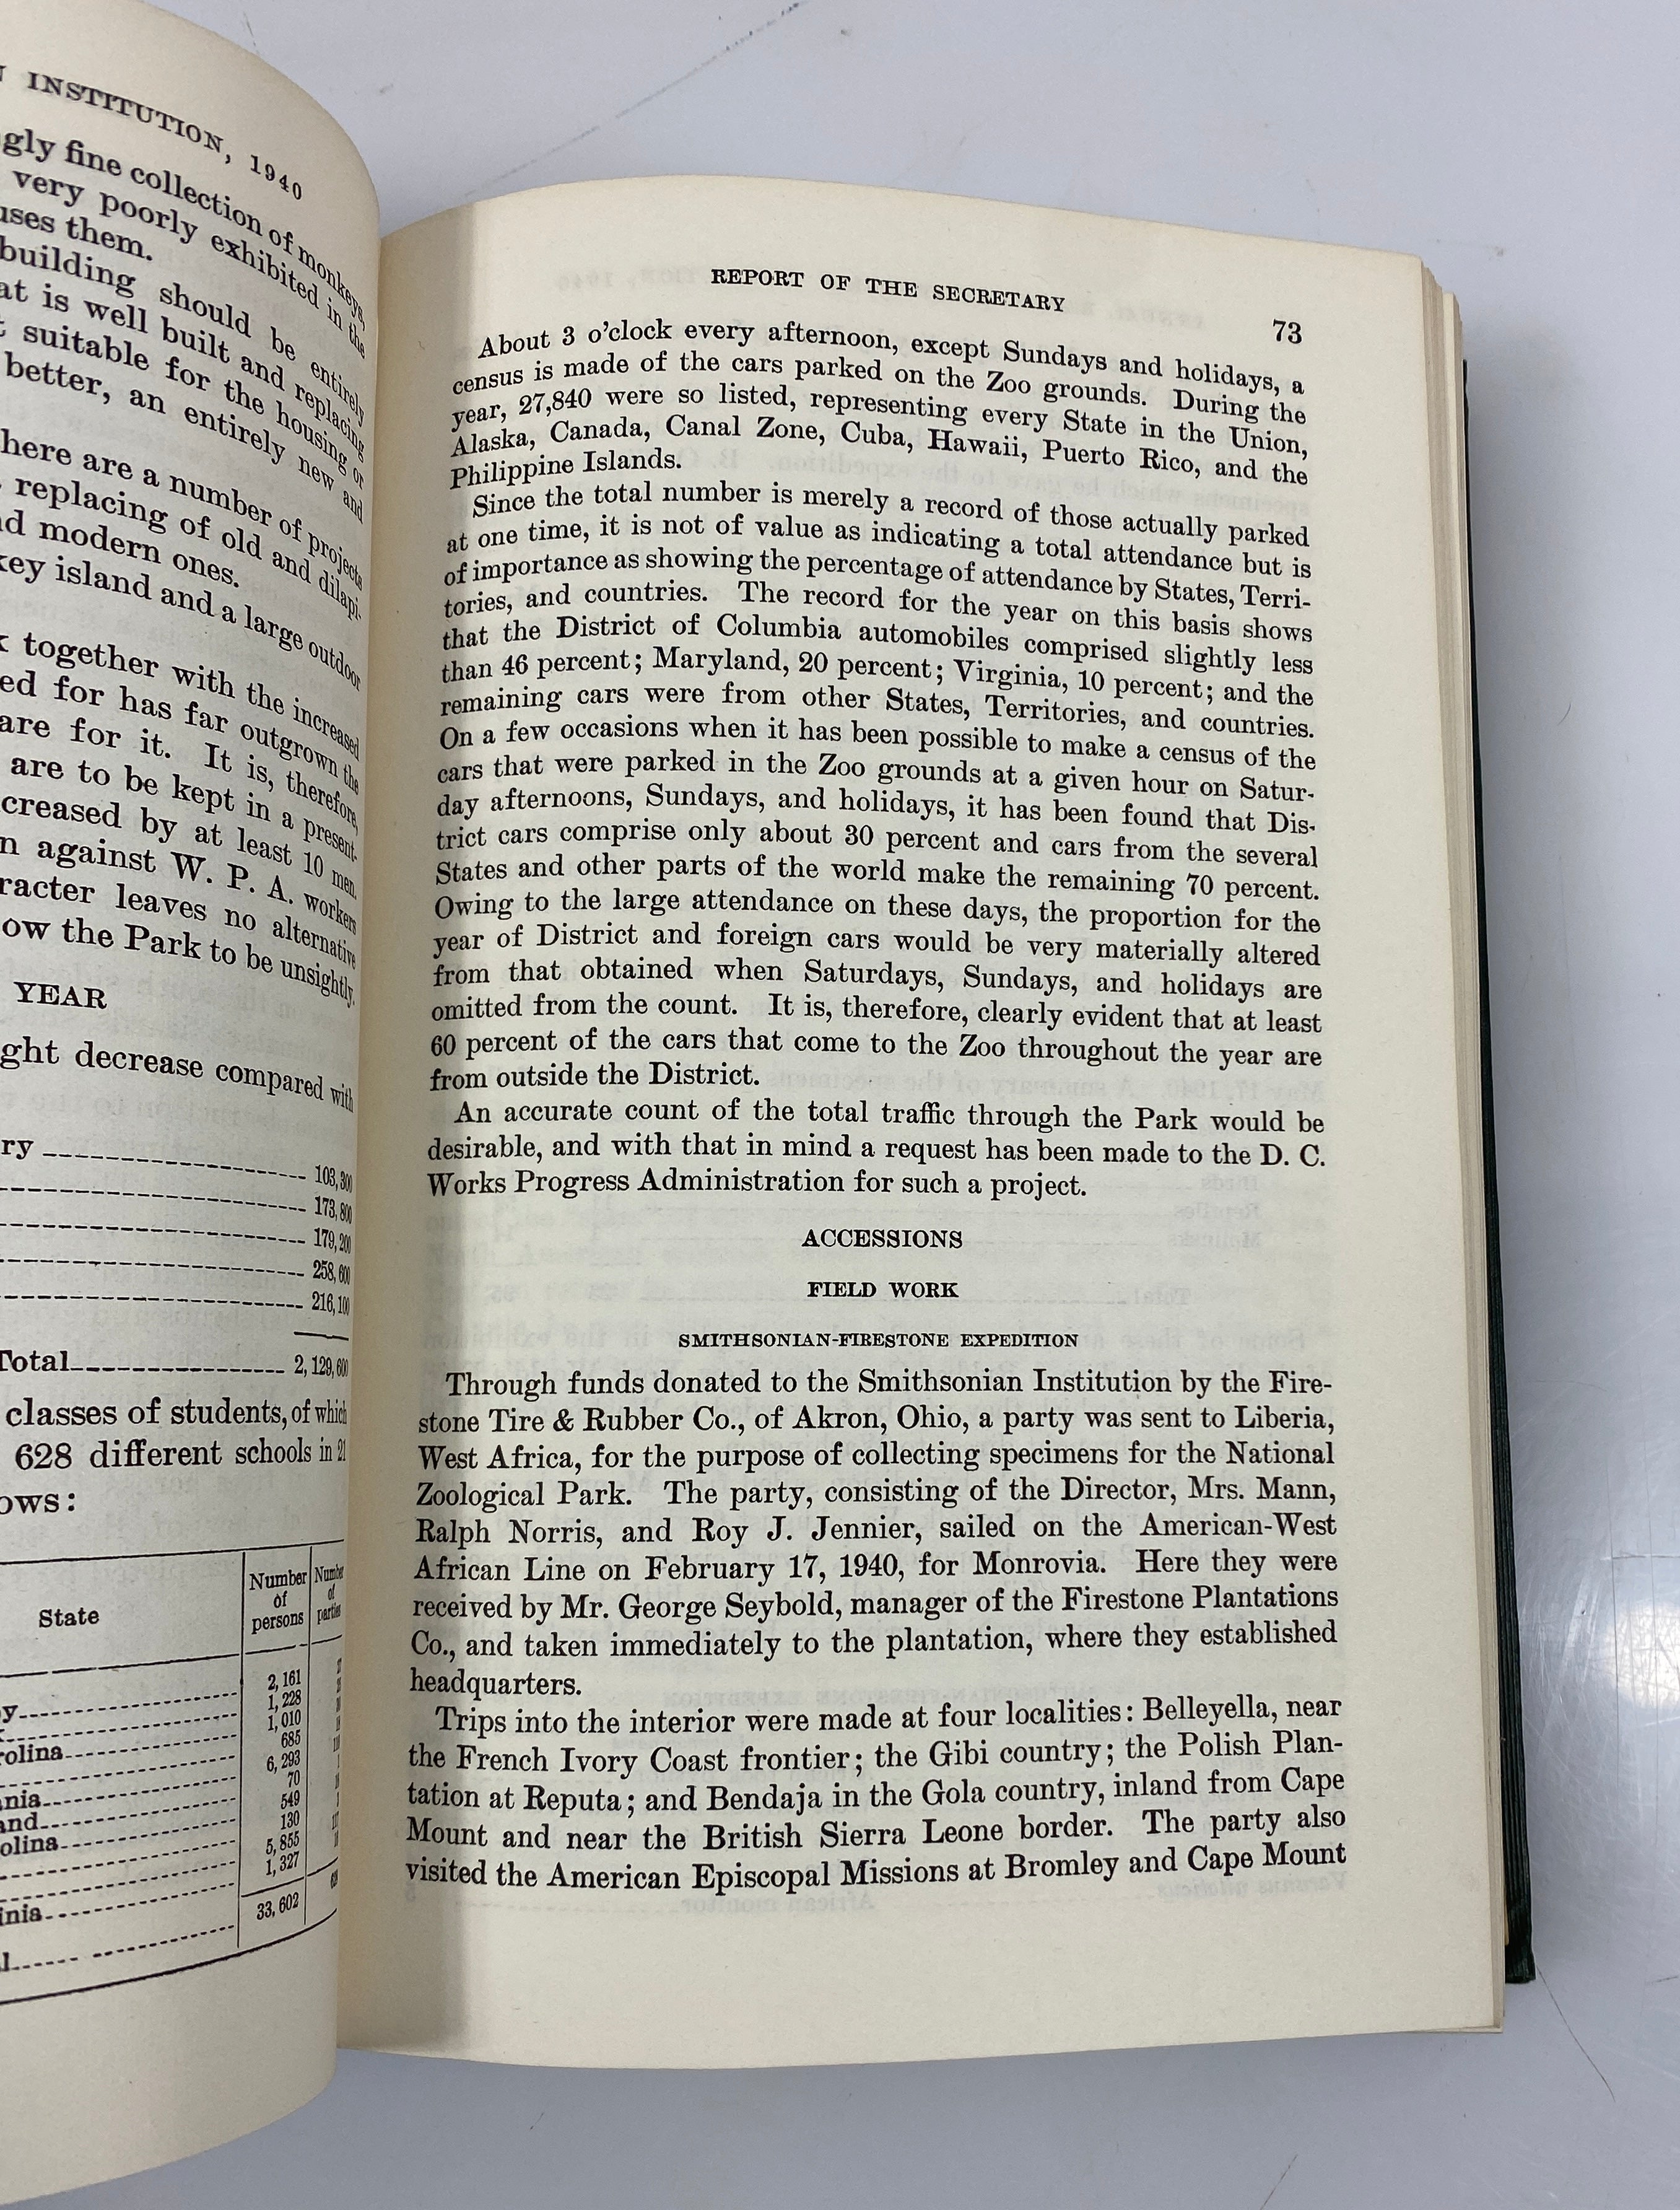 INSTITUTION, 1940
gly fine collection of monkeys,
very poorly exhibited in the
uses them.
building should be entirely
at is well built and replacing
t suitable for the housing or
better, an entirely new and
here are a number of projects
, replacing of old and dilapi-
nd modern ones.
key island and a large outdoor
k together with the increased
ed for has far outgrown the
are for it. It is, therefore,
are to be kept in a present-
creased by at least 10 men.
n against W. P. A. workers
racter leaves no alternative
ow the Park to be unsightly.
YEAR
ght decrease compared with
ry 103,300
173,800
179,200
258,600
216,100
Total 2,129,600
classes of students, of which
628 different schools in 21
ows:
State Number of persons Number of parties
2,161
y 1,228
1,010
rolina 685
6,293
nia 70
and 549
olina 130
5,855
1,327
inia
33,602
REPORT OF THE SECRETARY 73
About 3 o'clock every afternoon, except Sundays and holidays, a
census is made of the cars parked on the Zoo grounds. During the
year, 27,840 were so listed, representing every State in the Union,
Alaska, Canada, Canal Zone, Cuba, Hawaii, Puerto Rico, and the
Philippine Islands.
Since the total number is merely a record of those actually parked
at one time, it is not of value as indicating a total attendance but is
of importance as showing the percentage of attendance by States, Terri-
tories, and countries. The record for the year on this basis shows
that the District of Columbia automobiles comprised slightly less
than 46 percent; Maryland, 20 percent; Virginia, 10 percent; and the
remaining cars were from other States, Territories, and countries.
On a few occasions when it has been possible to make a census of the
cars that were parked in the Zoo grounds at a given hour on Satur-
day afternoons, Sundays, and holidays, it has been found that Dis-
trict cars comprise only about 30 percent and cars from the several
States and other parts of the world make the remaining 70 percent.
Owing to the large attendance on these days, the proportion for the
year of District and foreign cars would be very materially altered
from that obtained when Saturdays, Sundays, and holidays are
omitted from the count. It is, therefore, clearly evident that at least
60 percent of the cars that come to the Zoo throughout the year are
from outside the District.
An accurate count of the total traffic through the Park would be
desirable, and with that in mind a request has been made to the D. C.
Works Progress Administration for such a project.
ACCESSIONS
FIELD WORK
SMITHSONIAN-FIRESTONE EXPEDITION
Through funds donated to the Smithsonian Institution by the Fire-
stone Tire & Rubber Co., of Akron, Ohio, a party was sent to Liberia,
West Africa, for the purpose of collecting specimens for the National
Zoological Park. The party, consisting of the Director, Mrs. Mann,
Ralph Norris, and Roy J. Jennier, sailed on the American-West
African Line on February 17, 1940, for Monrovia. Here they were
received by Mr. George Seybold, manager of the Firestone Plantations
Co., and taken immediately to the plantation, where they established
headquarters.
Trips into the interior were made at four localities: Belleyella, near
the French Ivory Coast frontier; the Gibi country; the Polish Plan-
tation at Reputa; and Bendaja in the Gola country, inland from Cape
Mount and near the British Sierra Leone border. The party also
visited the American Episcopal Missions at Bromley and Cape Mount